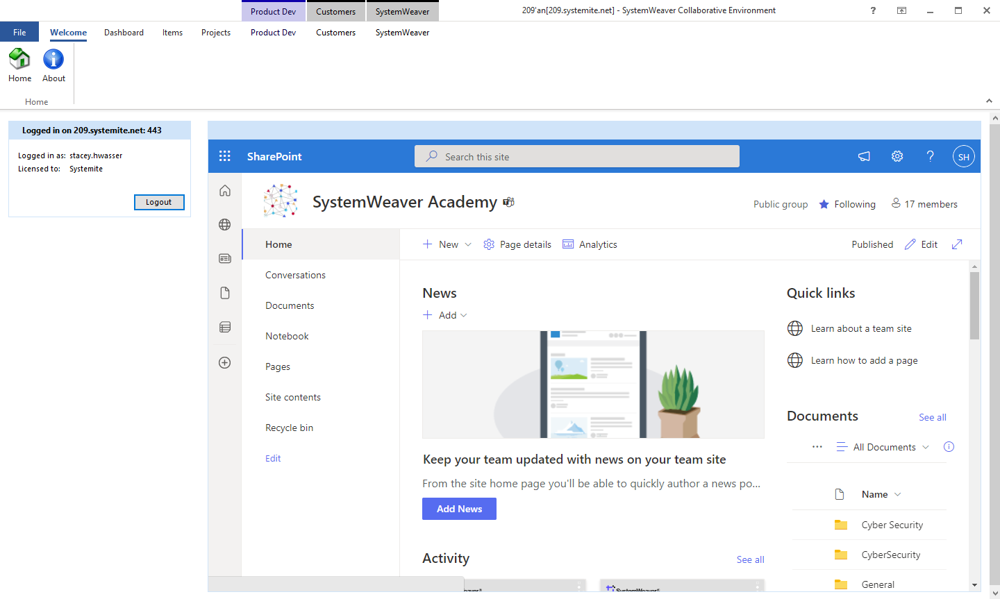 Product Dev Customers SystemWeaver 209'an[209.systemite.net] - SystemWeaver Collaborative Environment ?
File Welcome Dashboard Items Projects Product Dev Customers SystemWeaver
Home About
Home
Logged in on 209.systemite.net: 443
Logged in as: stacey.hwasser
Licensed to: Systemite
Logout
SharePoint Search this site ? SH
SystemWeaver Academy Public group Following 17 members
Home
Conversations
Documents
Notebook
Pages
Site contents
Recycle bin
Edit
New Page details Analytics Published Edit
News
Add
Keep your team updated with news on your team site
From the site home page you'll be able to quickly author a news po...
Add News
Activity See all
SystemWeaver
Quick links
Learn about a team site
Learn how to add a page
Documents See all
... All Documents
Name
Cyber Security
CyberSecurity
General